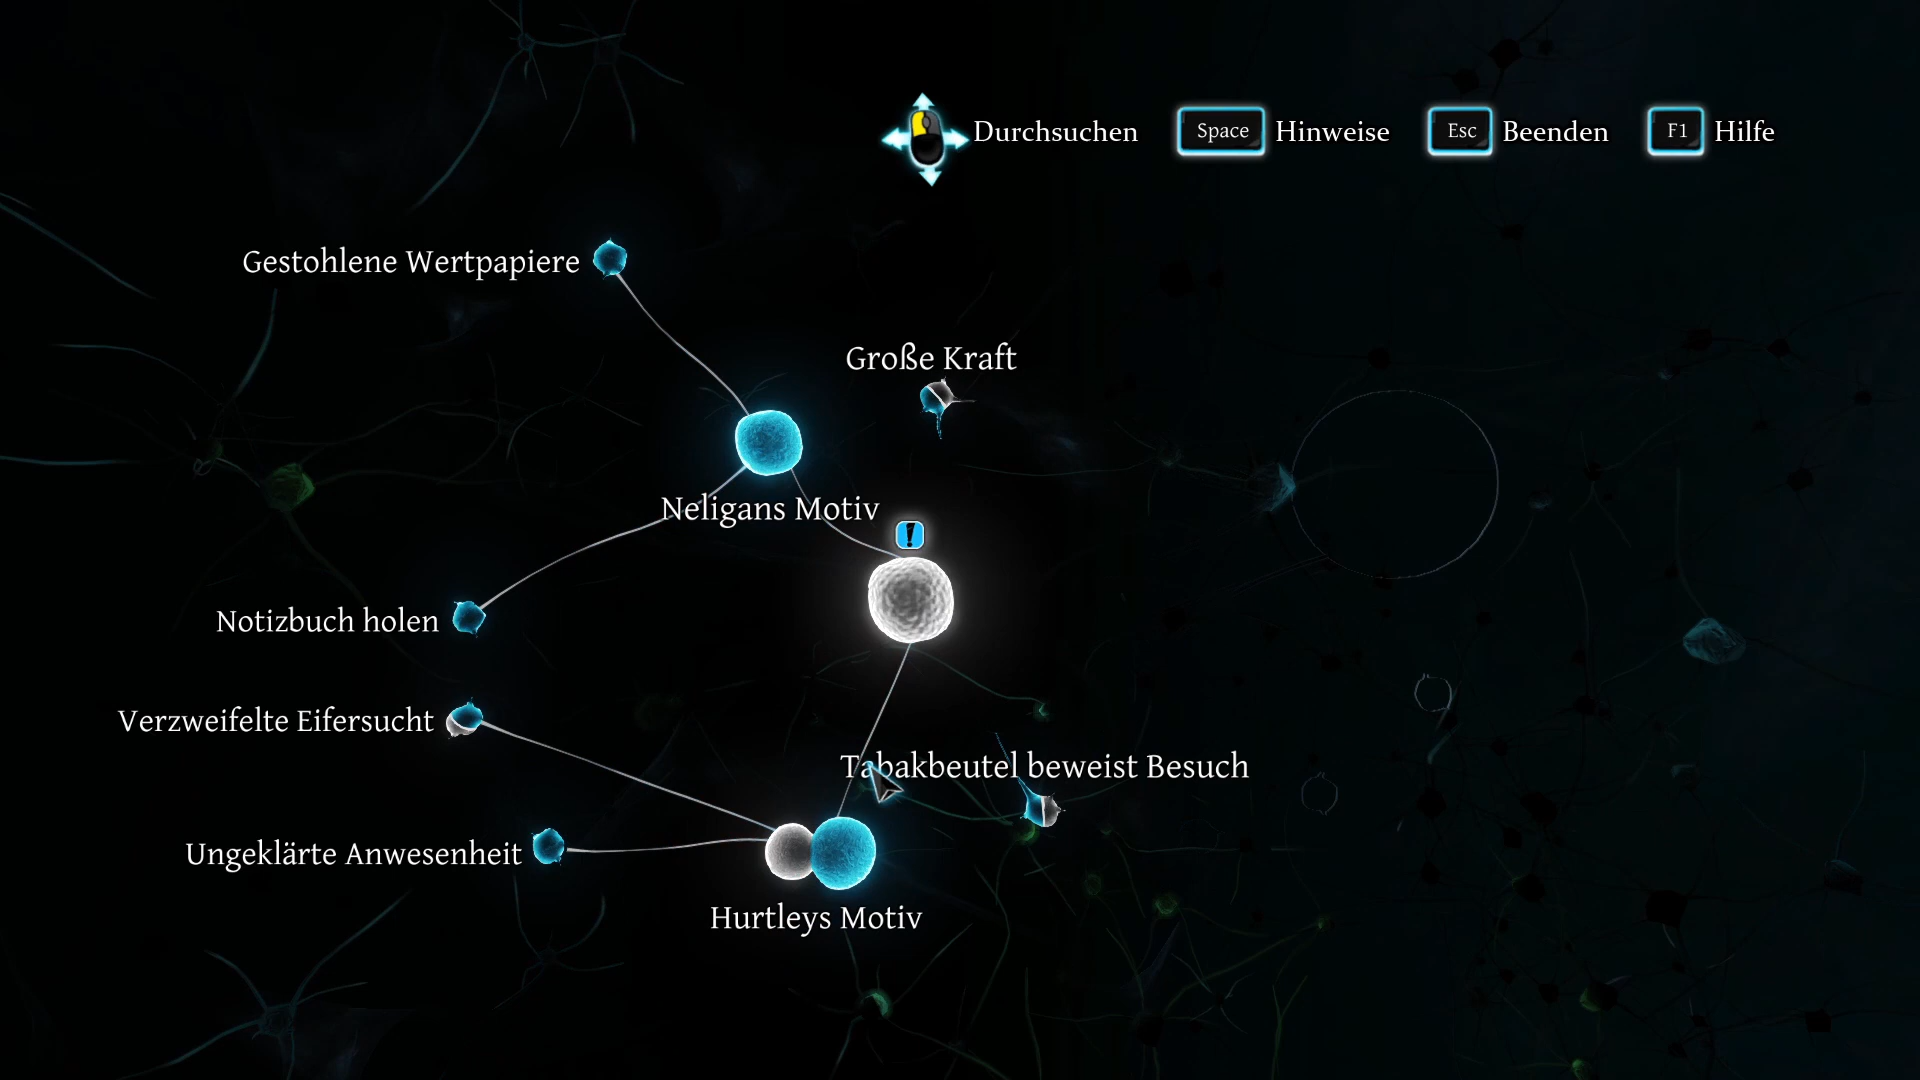 Durchsuchen
Space Hinweise
Esc Beenden
F1 Hilfe
Gestohlene Wertpapiere
Große Kraft
Neligans Motiv
!
Notizbuch holen
Verzweifelte Eifersucht
Tabakbeutel beweist Besuch
Ungeklärte Anwesenheit
Hurtleys Motiv